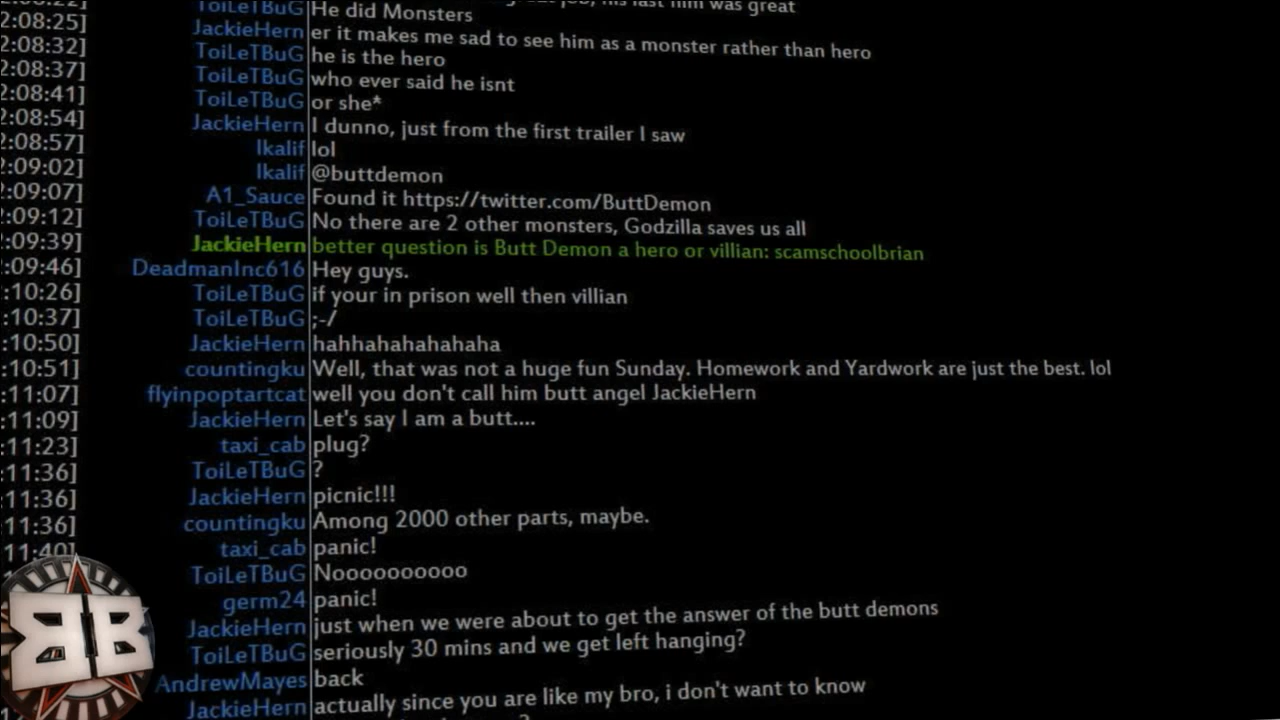 his last film was great
ToiLeTBuG He did Monsters
2:08:25] JackieHern er it makes me sad to see him as a monster rather than hero
2:08:32] ToiLeTBuG he is the hero
2:08:37] ToiLeTBuG who ever said he isnt
2:08:41] ToiLeTBuG or she*
2:08:54] JackieHern I dunno, just from the first trailer I saw
2:08:57] lkalif lol
2:09:02] lkalif @buttdemon
2:09:07] A1_Sauce Found it https://twitter.com/ButtDemon
2:09:12] ToiLeTBuG No there are 2 other monsters, Godzilla saves us all
:09:39] JackieHern better question is Butt Demon a hero or villian: scamschoolbrian
:09:46] DeadmanInc616 Hey guys.
:10:26] ToiLeTBuG if your in prison well then villian
:10:37] ToiLeTBuG ;-/
:10:50] JackieHern hahhahahahahaha
:10:51] countingku Well, that was not a huge fun Sunday. Homework and Yardwork are just the best. lol
:11:07] flyinpoptartcat well you don't call him butt angel JackieHern
:11:09] JackieHern Let's say I am a butt....
:11:23] taxi_cab plug?
:11:36] ToiLeTBuG ?
:11:36] JackieHern picnic!!!
:11:36] countingku Among 2000 other parts, maybe.
11:40] taxi_cab panic!
ToiLeTBuG Noooooooooo
germ24 panic!
JackieHern just when we were about to get the answer of the butt demons
ToiLeTBuG seriously 30 mins and we get left hanging?
AndrewMayes back
JackieHern actually since you are like my bro, i don't want to know
BB